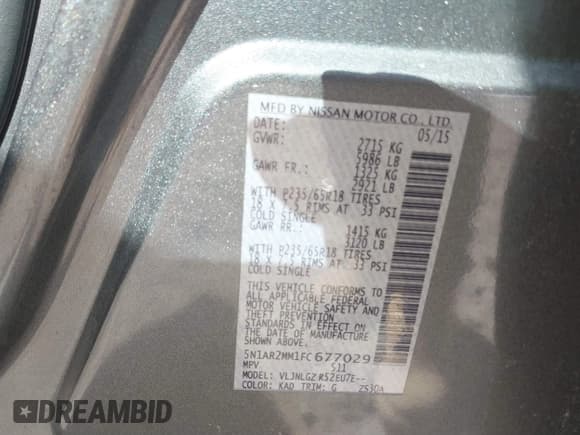 MFD BY NISSAN MOTOR CO., LTD.
DATE: 05/15
GVWR: 2715 KG
5986 LB
GAWR FR.: 1325 KG
2921 LB
WITH P235/65R18 TIRES
18 X 7.5 RIMS AT 33 PSI
COLD SINGLE
GAWR RR.: 1415 KG
3120 LB
WITH P235/65R18 TIRES
18 X 7.5 RIMS AT 33 PSI
COLD SINGLE
THIS VEHICLE CONFORMS TO
ALL APPLICABLE FEDERAL
MOTOR VEHICLE SAFETY AND
THEFT PREVENTION
STANDARDS IN EFFECT ON
THE DATE OF MANUFACTURE
SHOWN ABOVE.
5N1AR2MM1FC677029
MPV 511
MODEL: VLJNLGZ
COLOR: KAD TRIM: G
DREAMBID
DREAMBID